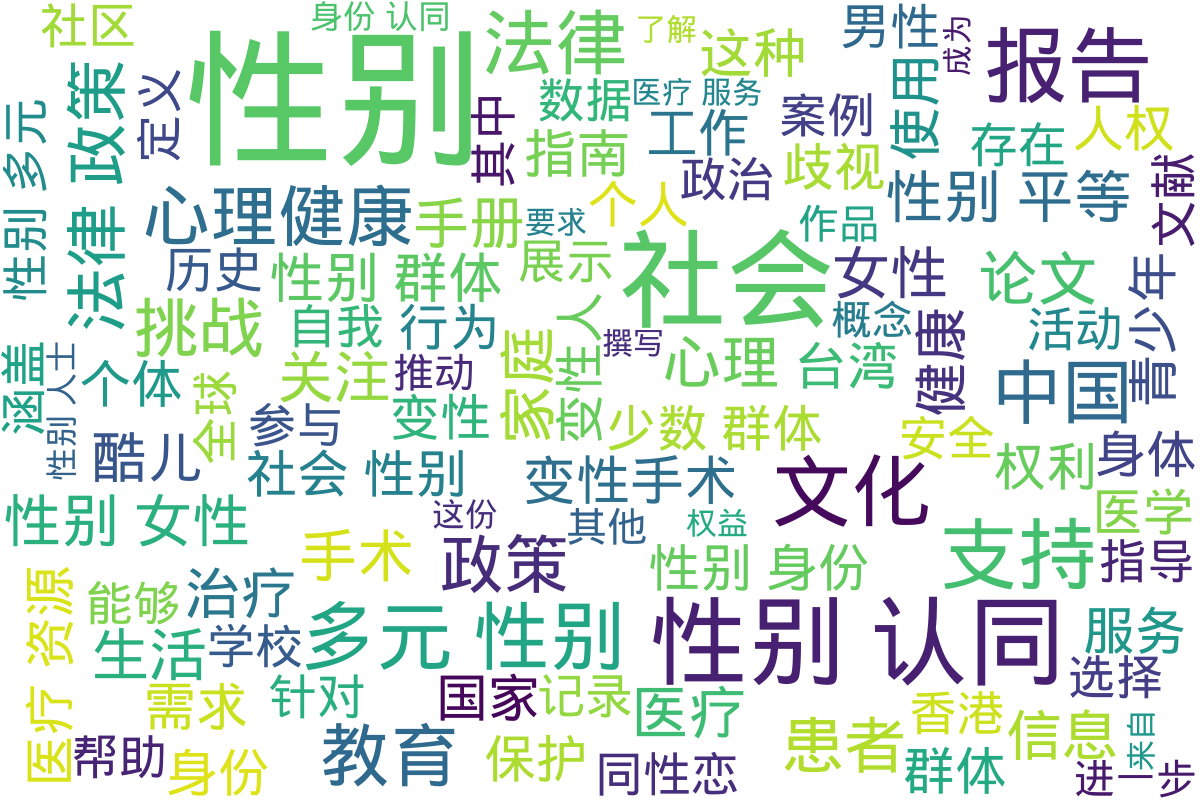 社区
身份 认同
法律
了解
这种
男性
成为
报告
性别
政策
定义
多元
数据
医疗 服务
案例
使用
存在
人权
其中
指南
工作
政治
歧视
性别 平等
文献
心理健康
手册
要求
个人
作品
性别
法律
历史
性别 群体
展示
社会
女性
论文
青少年
挑战
自我
行为
家庭
变性人
撰写
心理
台湾
概念
健康
活动
中国
涵盖
性别 人士
个体
全球
关注
推动
参与
变性
少数 群体
安全
身体
酷儿
社会 性别
变性手术
文化
权利
医学
性别 女性
这份
其他
权益
支持
指导
手术
政策
性别 身份
资源
能够
治疗
多元 性别
性别 认同
服务
生活
学校
选择
医疗
需求
针对
国家
记录
医疗
患者
香港
信息
来自
帮助
身份
教育
保护
同性恋
群体
进一步